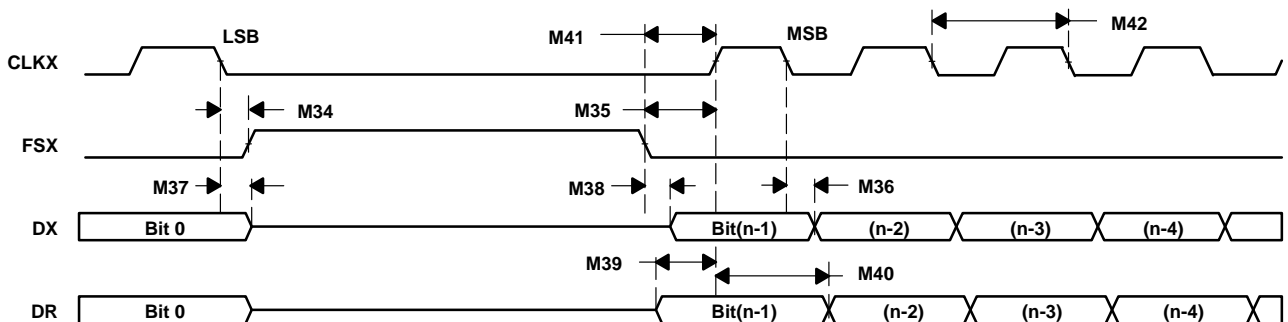 M41 LSB MSB M42
CLKX
M34 M35
FSX
M37 M38 M36
DX Bit 0 Bit(n-1) (n-2) (n-3) (n-4)
M39 M40
DR Bit 0 Bit(n-1) (n-2) (n-3) (n-4)